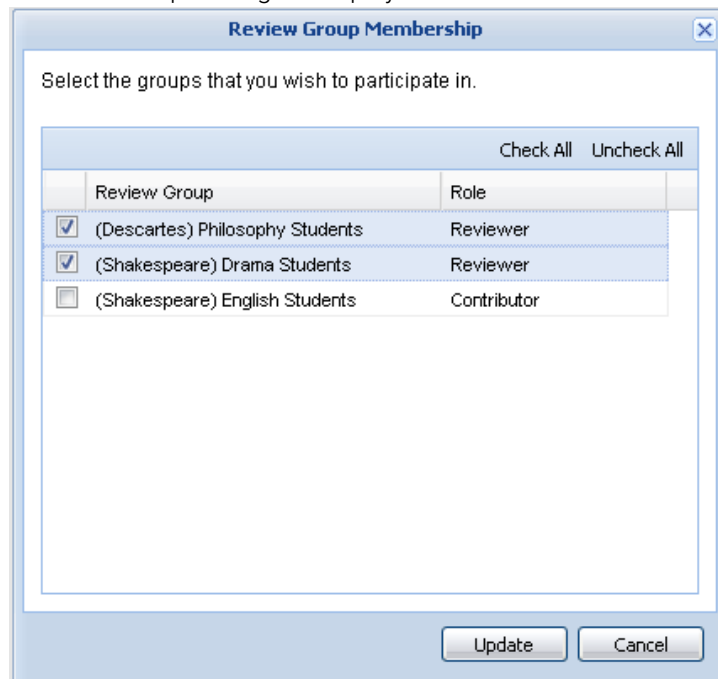 Review Group Membership
Select the groups that you wish to participate in.
Check All Uncheck All
Review Group Role
(Descartes) Philosophy Students Reviewer
(Shakespeare) Drama Students Reviewer
(Shakespeare) English Students Contributor
Update Cancel